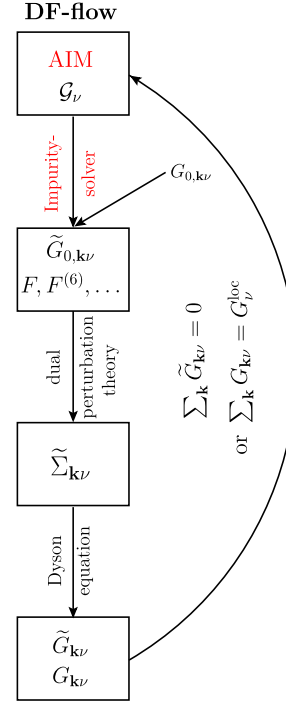 DF-flow
AIM
𝒢_ν
Impurity-
solver
G_{0,𝐤ν}
G̃_{0,𝐤ν}
F, F^{(6)}, ...
dual
perturbation
theory
∑_𝐤 G̃_{𝐤ν} = 0
or ∑_𝐤 G_{𝐤ν} = G_ν^{loc}
Σ̃_{𝐤ν}
Dyson
equation
G̃_{𝐤ν}
G_{𝐤ν}